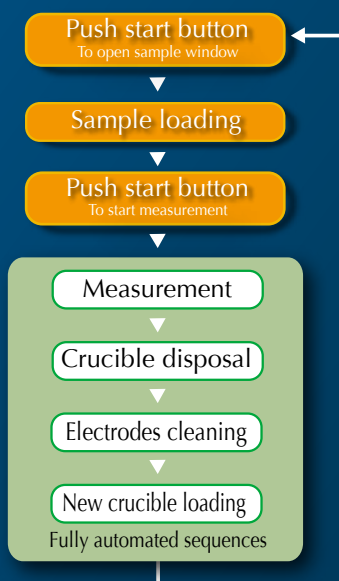 Push start button
To open sample window
Sample loading
Push start button
To start measurement
Measurement
Crucible disposal
Electrodes cleaning
New crucible loading
Fully automated sequences